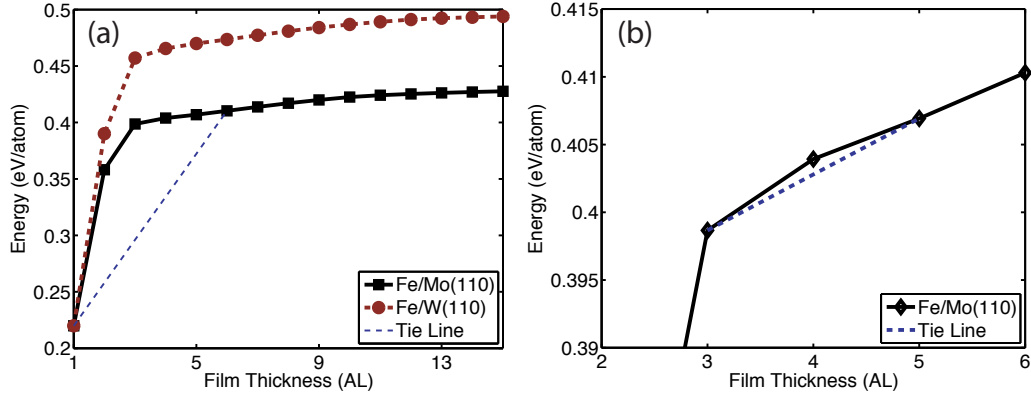 (a)
Energy (eV/atom)
0.5
0.45
0.4
0.35
0.3
0.25
0.2
1
5
9
13
Film Thickness (AL)
Fe/Mo(110)
Fe/W(110)
Tie Line
(b)
Energy (eV/atom)
0.415
0.41
0.405
0.4
0.395
0.39
2
3
4
5
6
Film Thickness (AL)
Fe/Mo(110)
Tie Line